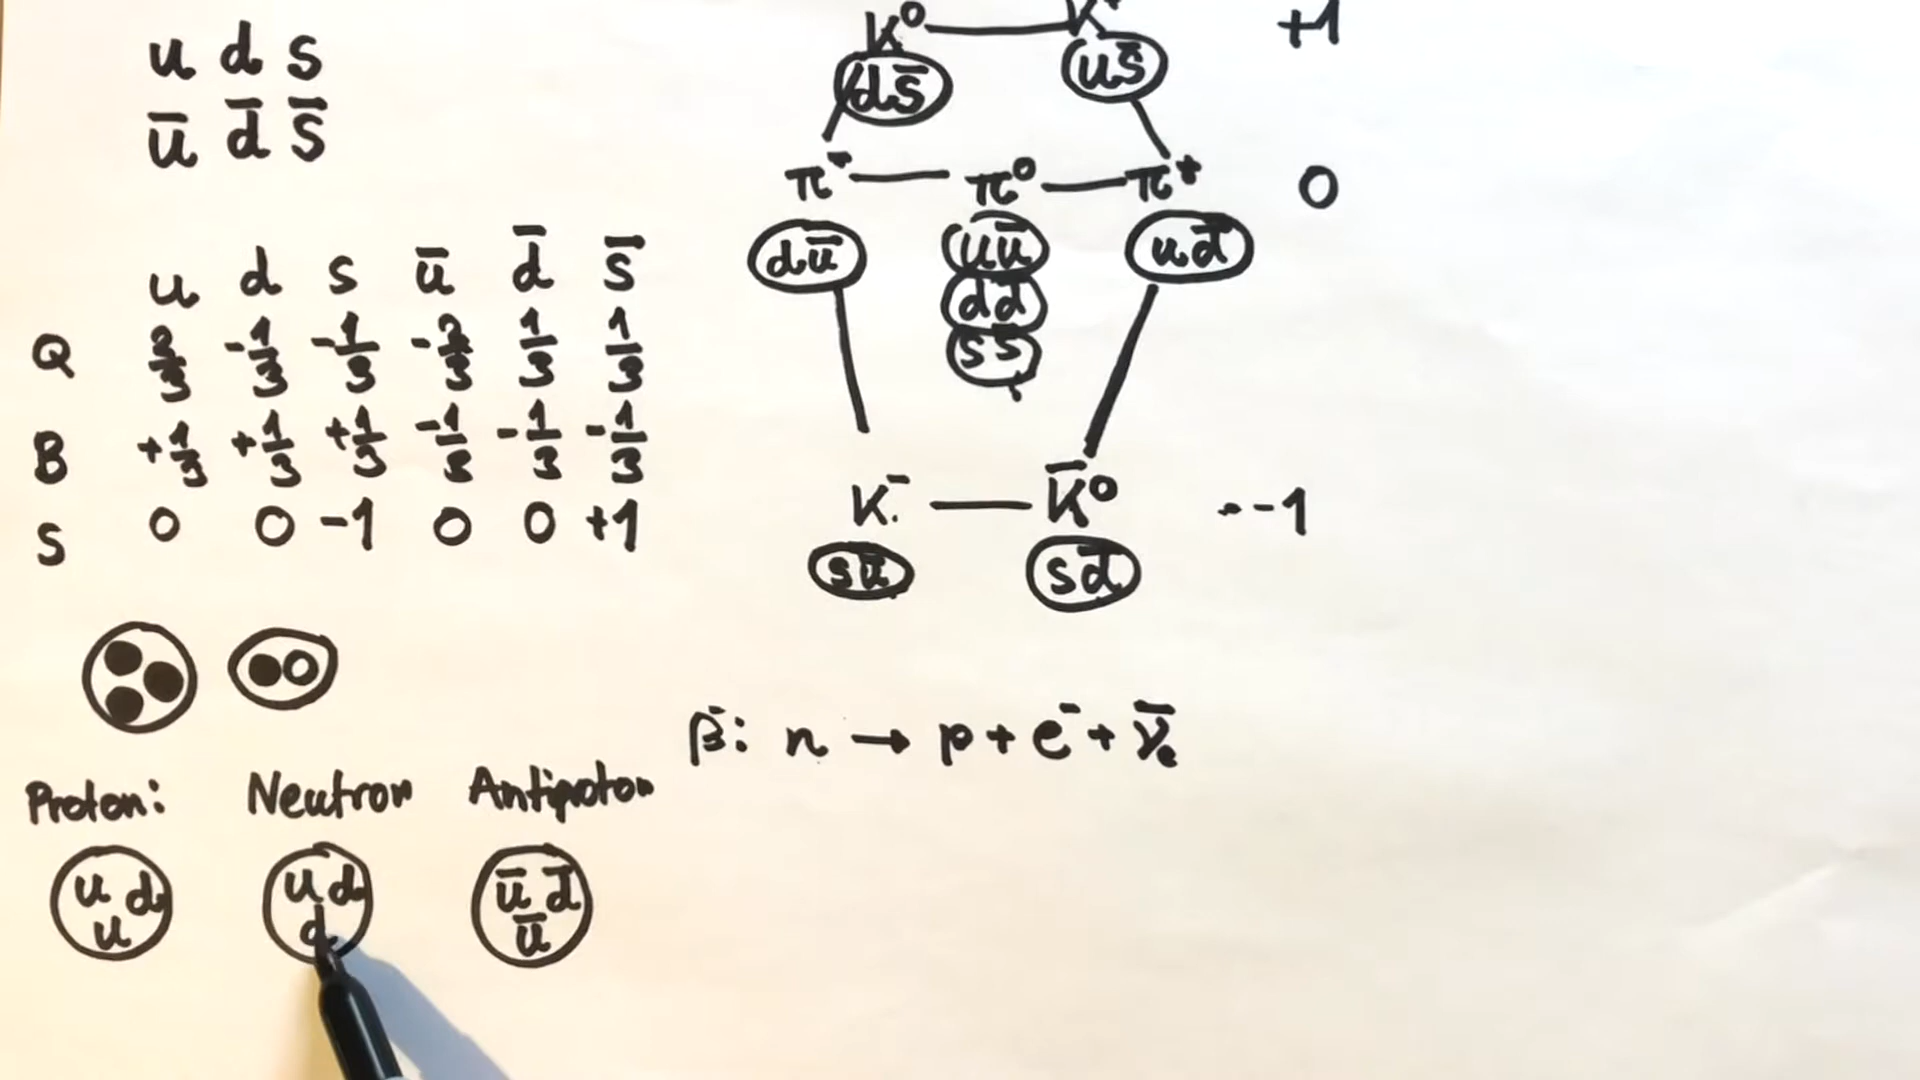 u d s
ū d̄ s̄
u d s ū d̄ s̄
Q 2/3 -1/3 -1/3 -2/3 1/3 1/3
B +1/3 +1/3 +1/3 -1/3 -1/3 -1/3
S 0 0 -1 0 0 +1
Proton: Neutron Antiproton
u d u d ū d̄
u d ū
K⁰ K⁺ +1
ds̄ us̄
π⁻ π⁰ π⁺ 0
dū uū ud̄
dd̄
ss̄
K⁻ K̄⁰ -1
sū sd̄
β⁻: n → p + e⁻ + ν̄ₑ